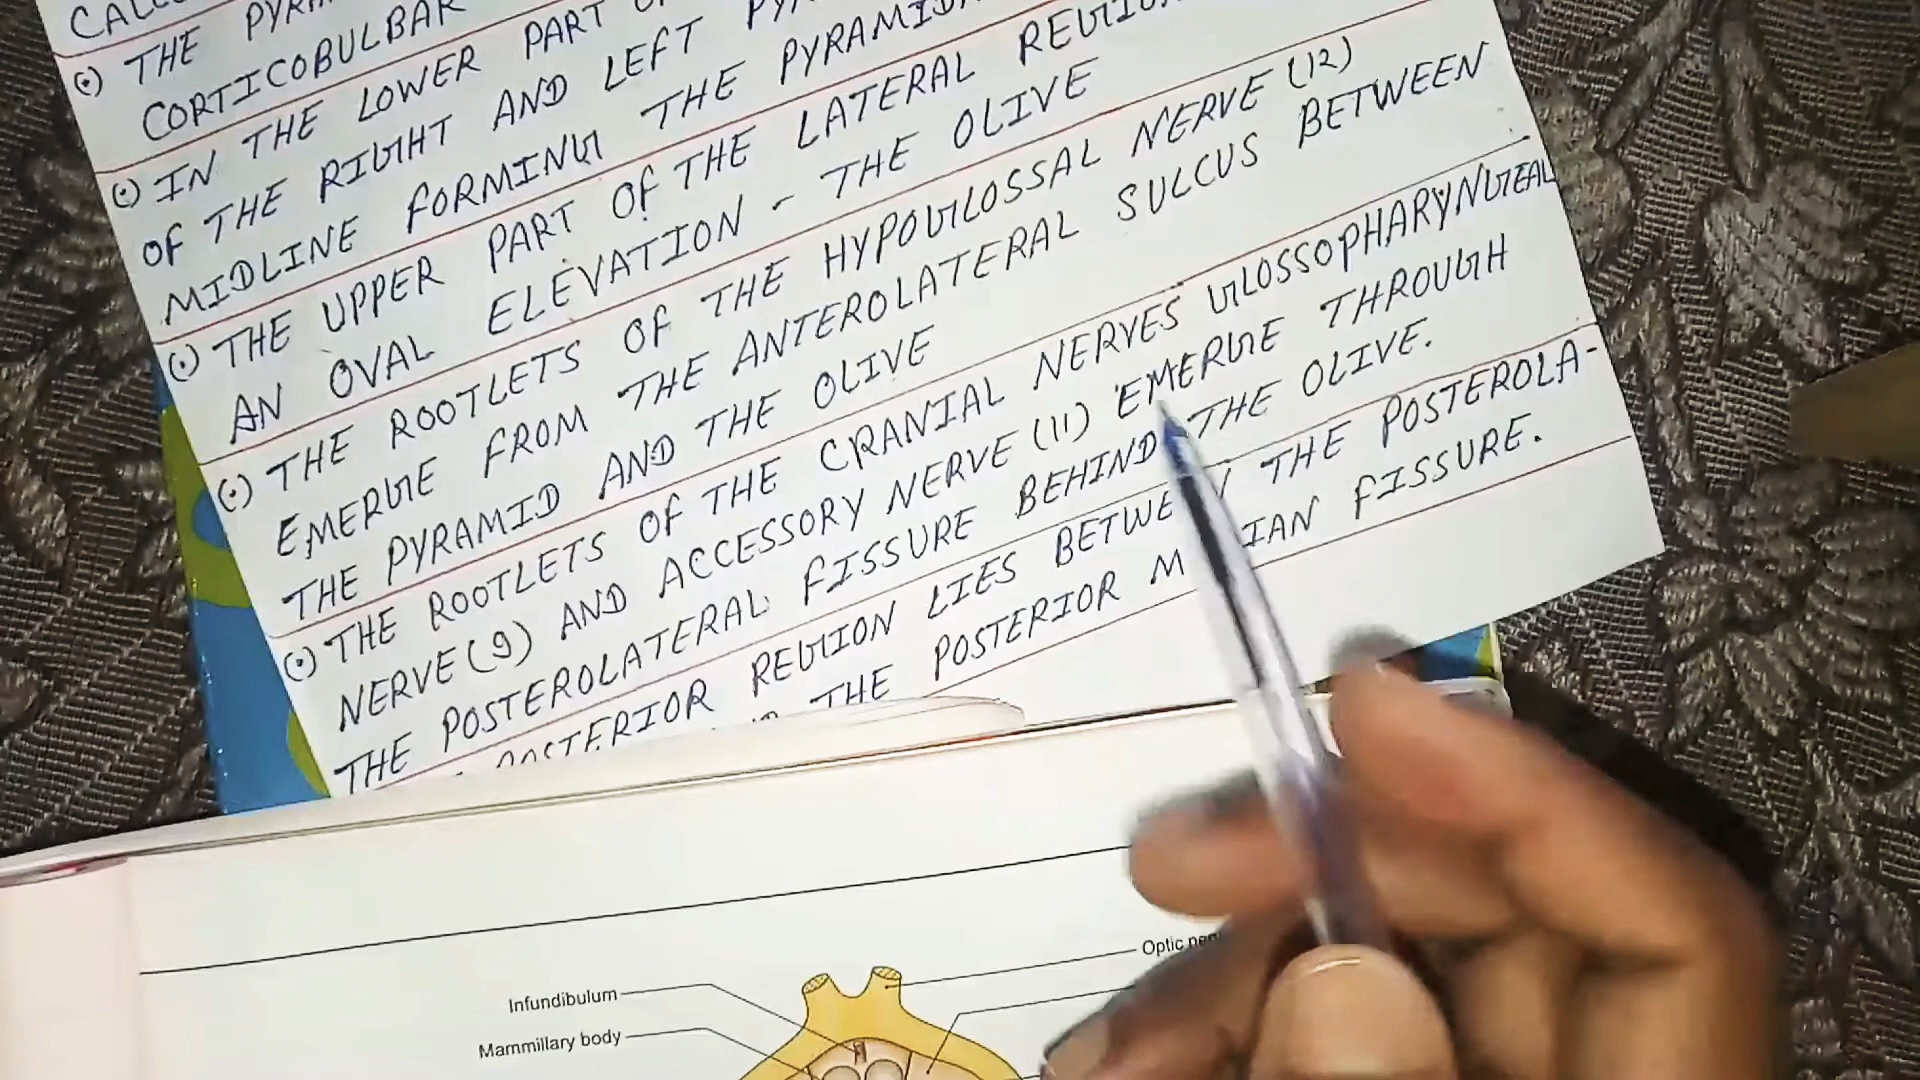 (•) THE
CORTICOBULBAR
(•) IN THE LOWER PART
OF THE RIGHT AND LEFT
MIDLINE FORMING THE
(•) THE UPPER PART OF THE LATERAL
AN OVAL ELEVATION - THE OLIVE
(•) THE ROOTLETS OF THE HYPOGLOSSAL NERVE (12)
EMERGE FROM THE ANTEROLATERAL SULCUS BETWEEN
THE PYRAMID AND THE OLIVE
(•) THE ROOTLETS OF THE CRANIAL NERVES GLOSSOPHARYNGEAL
NERVE (9) AND ACCESSORY NERVE (11) EMERGE THROUGH
THE POSTEROLATERAL FISSURE BEHIND THE OLIVE.
POSTERIOR REGION LIES BETWEEN THE POSTEROLA-
THE POSTERIOR FISSURE.
Optic
Infundibulum
Mammillary body